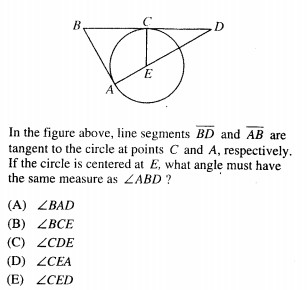 B C D
E
A
In the figure above, line segments BD and AB are
tangent to the circle at points C and A, respectively.
If the circle is centered at E, what angle must have
the same measure as ∠ABD ?
(A) ∠BAD
(B) ∠BCE
(C) ∠CDE
(D) ∠CEA
(E) ∠CED